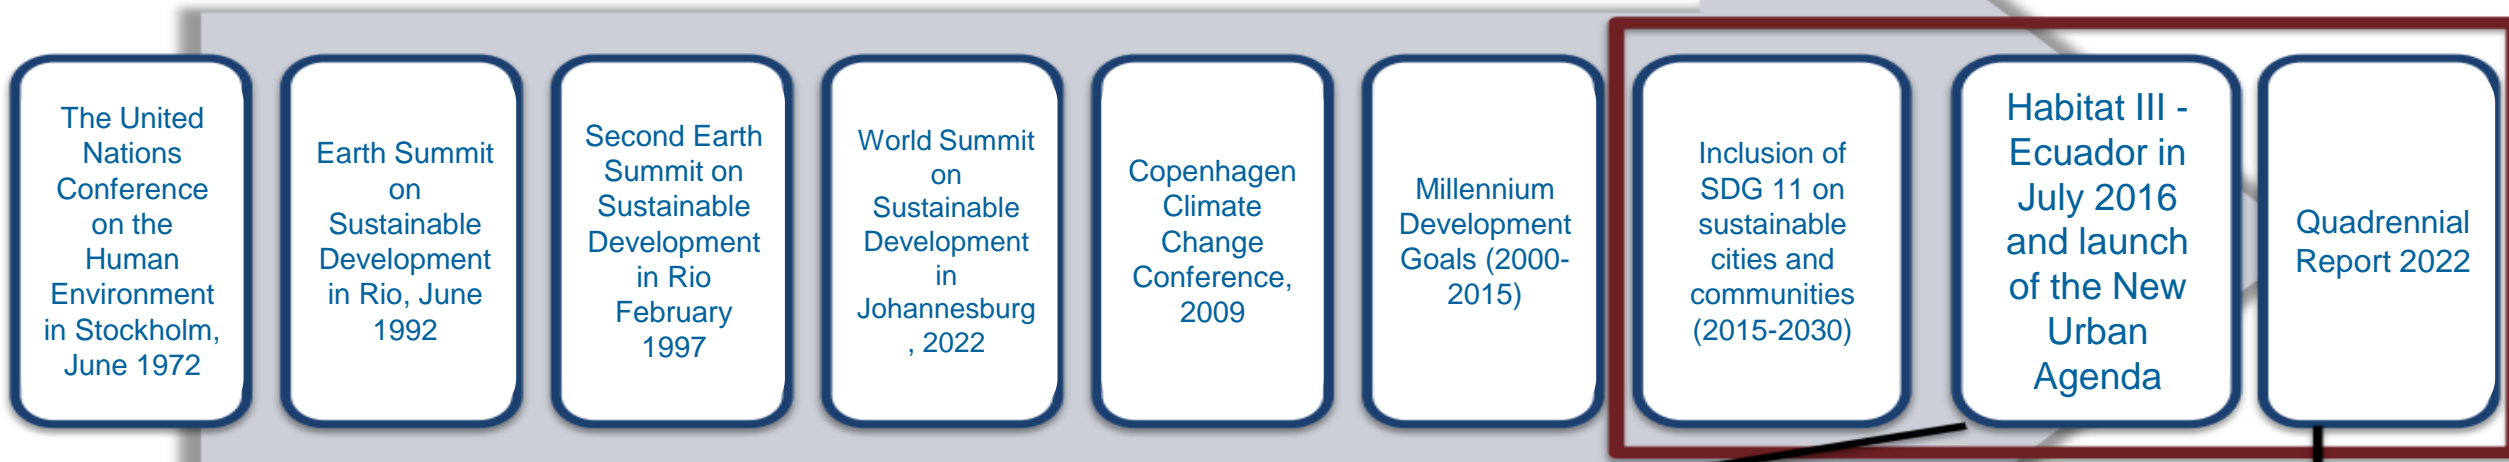 The United
Nations
Conference
on the
Human
Environment
in Stockholm,
June 1972
Earth Summit
on
Sustainable
Development
in Rio, June
1992
Second Earth
Summit on
Sustainable
Development
in Rio
February
1997
World Summit
on
Sustainable
Development
in
Johannesburg
, 2022
Copenhagen
Climate
Change
Conference,
2009
Millennium
Development
Goals (2000-
2015)
Inclusion of
SDG 11 on
sustainable
cities and
communities
(2015-2030)
Habitat III -
Ecuador in
July 2016
and launch
of the New
Urban
Agenda
Quadrennial
Report 2022